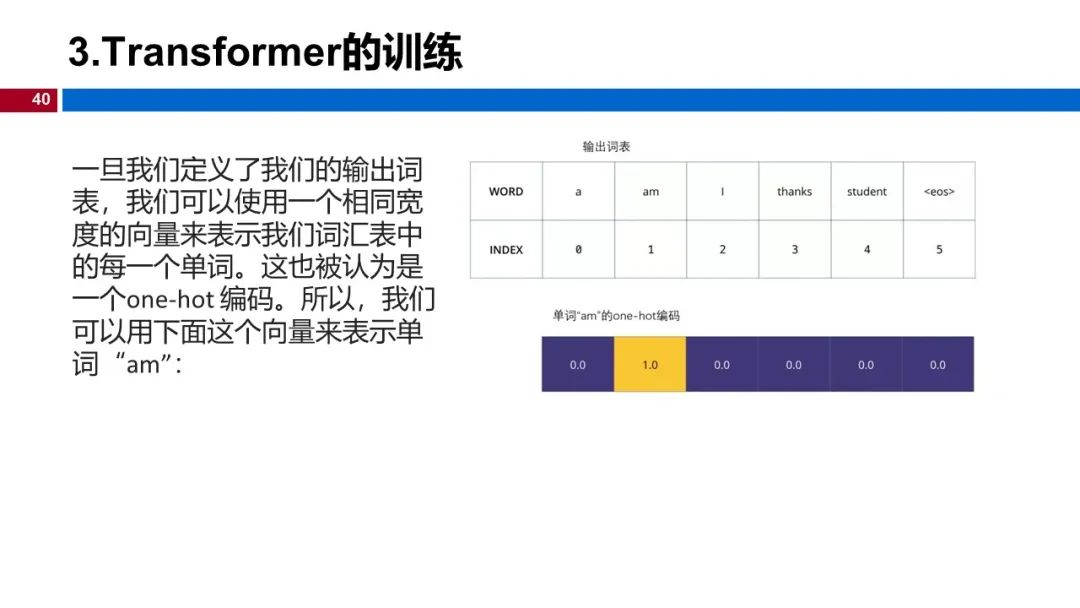 3.Transformer的训练
40
一旦我们定义了我们的输出词
表，我们可以使用一个相同宽
度的向量来表示我们词汇表中
的每一个单词。这也被认为是
一个one-hot 编码。所以，我们
可以用下面这个向量来表示单
词“am”：
输出词表
WORD a am I thanks student <eos>
INDEX 0 1 2 3 4 5
单词“am”的one-hot编码
0.0 1.0 0.0 0.0 0.0 0.0